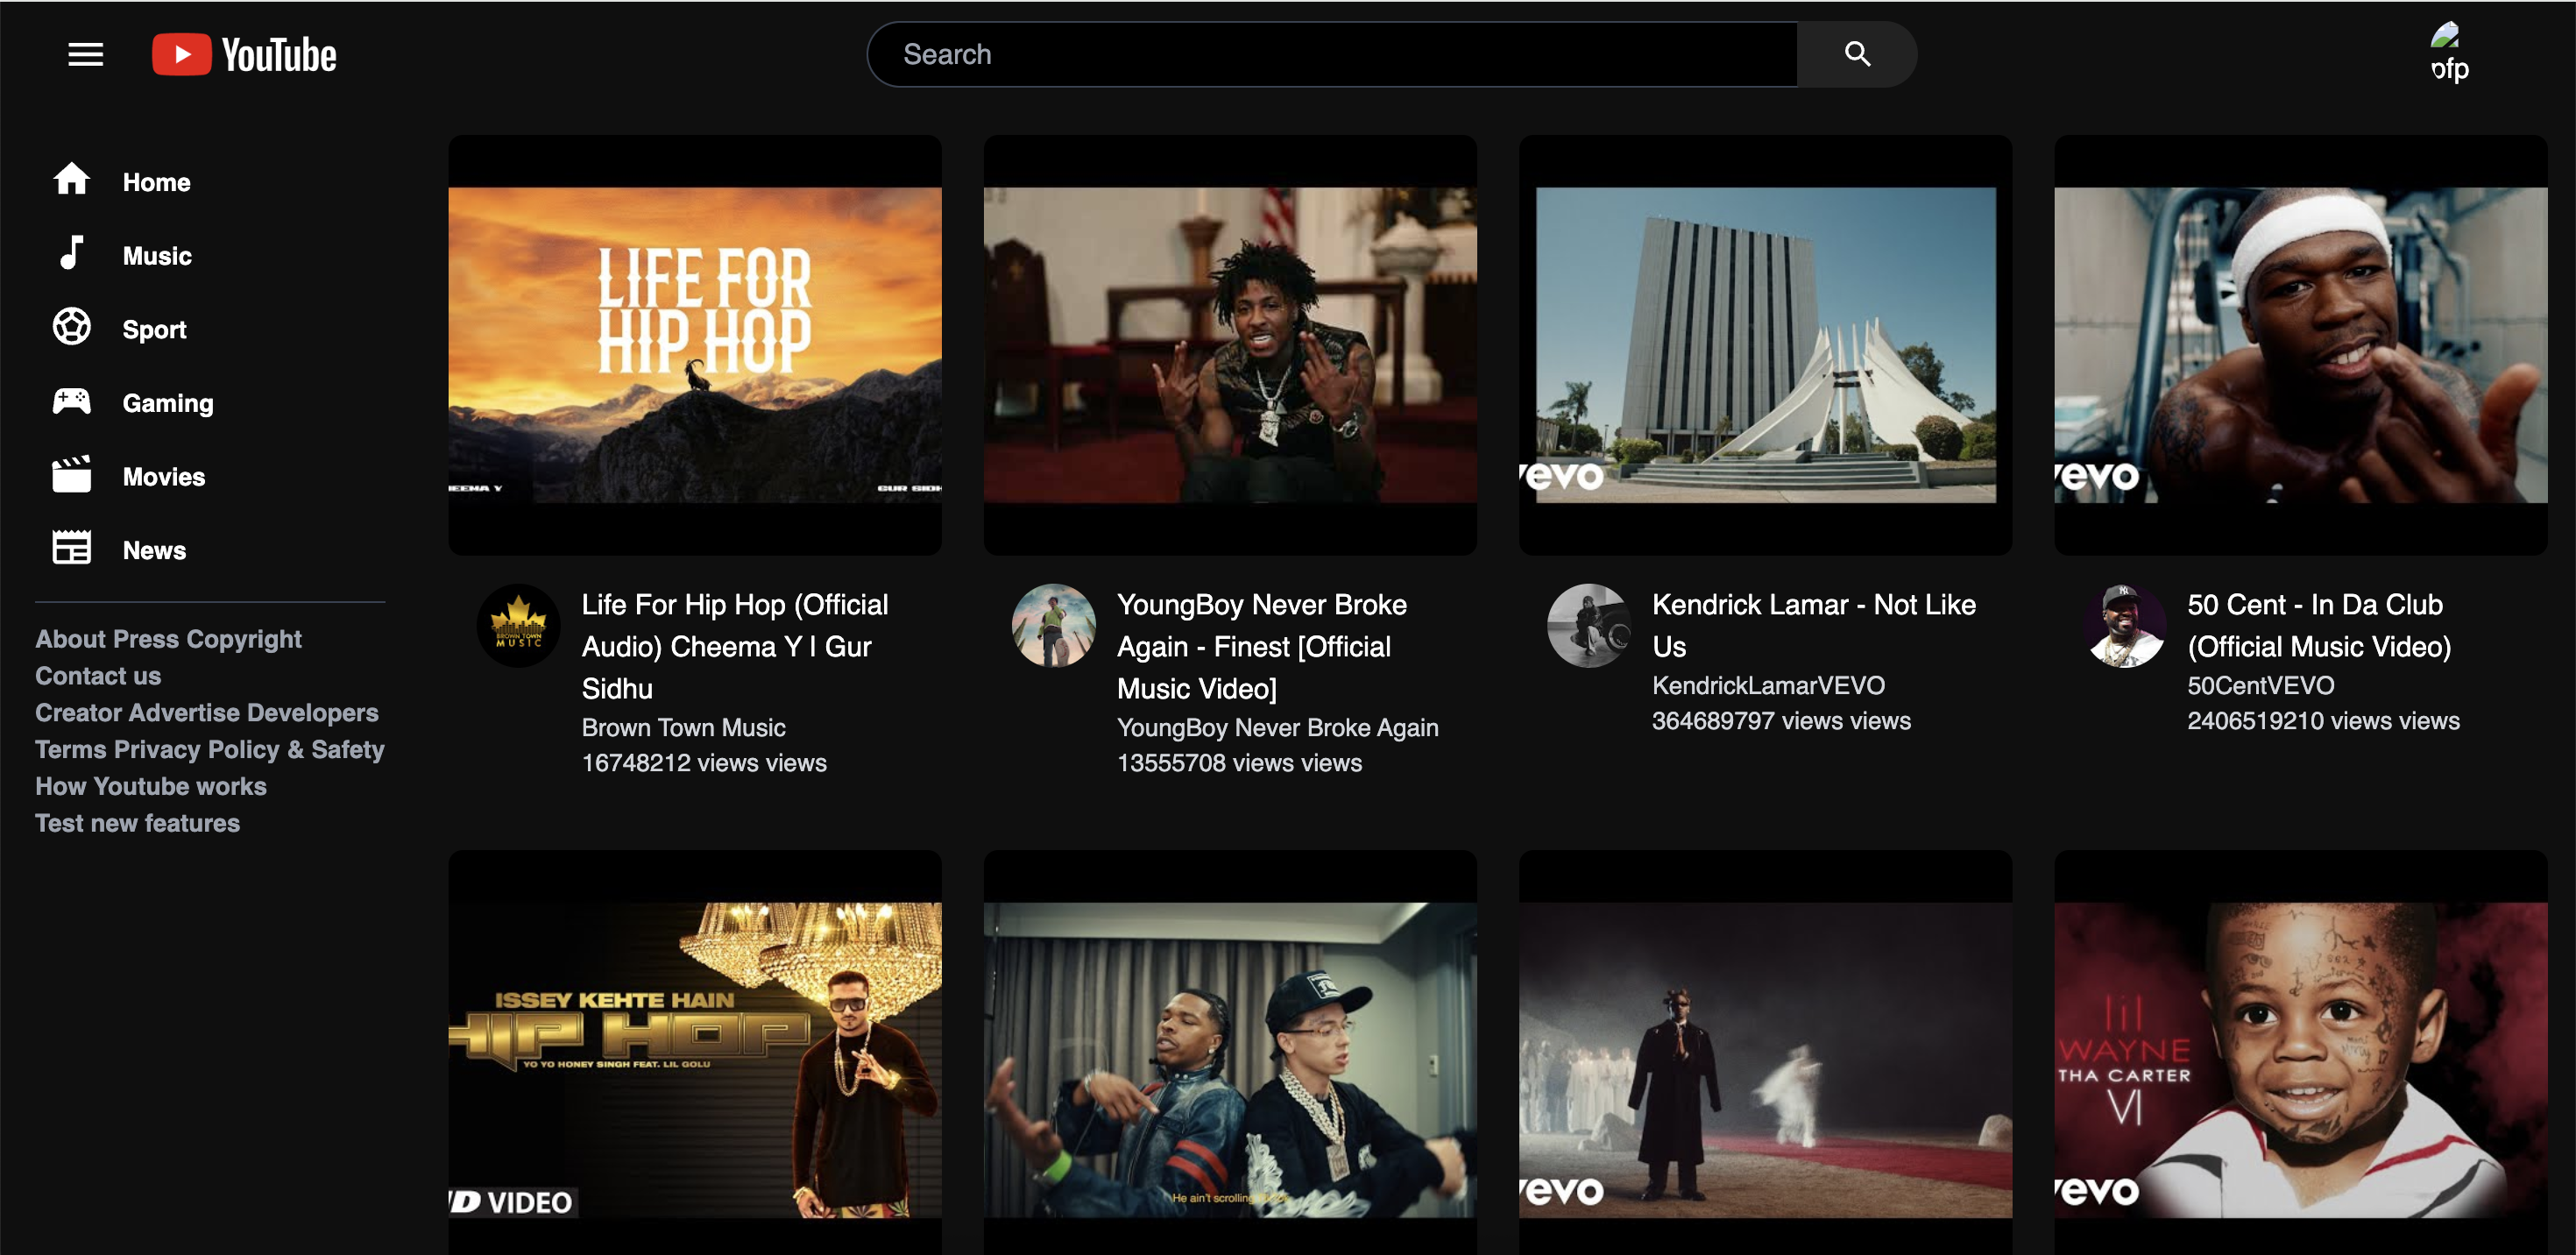 YouTube
Search
pfp
Home
Music
Sport
Gaming
Movies
News
About Press Copyright
Contact us
Creator Advertise Developers
Terms Privacy Policy & Safety
How Youtube works
Test new features
LIFE FOR
HIP HOP
EEMA Y
GUR SIDH
vevo
vevo
BROWN TOWN
MUSIC
Life For Hip Hop (Official
Audio) Cheema Y l Gur
Sidhu
Brown Town Music
16748212 views views
YoungBoy Never Broke
Again - Finest [Official
Music Video]
YoungBoy Never Broke Again
13555708 views views
Kendrick Lamar - Not Like
Us
KendrickLamarVEVO
364689797 views views
50 Cent - In Da Club
(Official Music Video)
50CentVEVO
2406519210 views views
ISSEY KEHTE HAIN
HIP HOP
YO YO HONEY SINGH FEAT. LIL GOLU
HD VIDEO
He ain't scrolling
vevo
lil
WAYNE
THA CARTER
VI
vevo